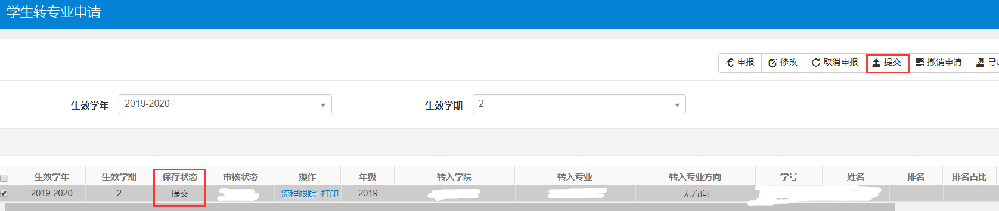 学生转专业申请
申报 修改 取消申报 提交 撤销申请 导出
生效学年 2019-2020 生效学期 2
生效学年 生效学期 保存状态 审核状态 操作 年级 转入学院 转入专业 转入专业方向 学号 姓名 排名 排名占比
2019-2020 2 提交 流程跟踪 打印 2019 无方向